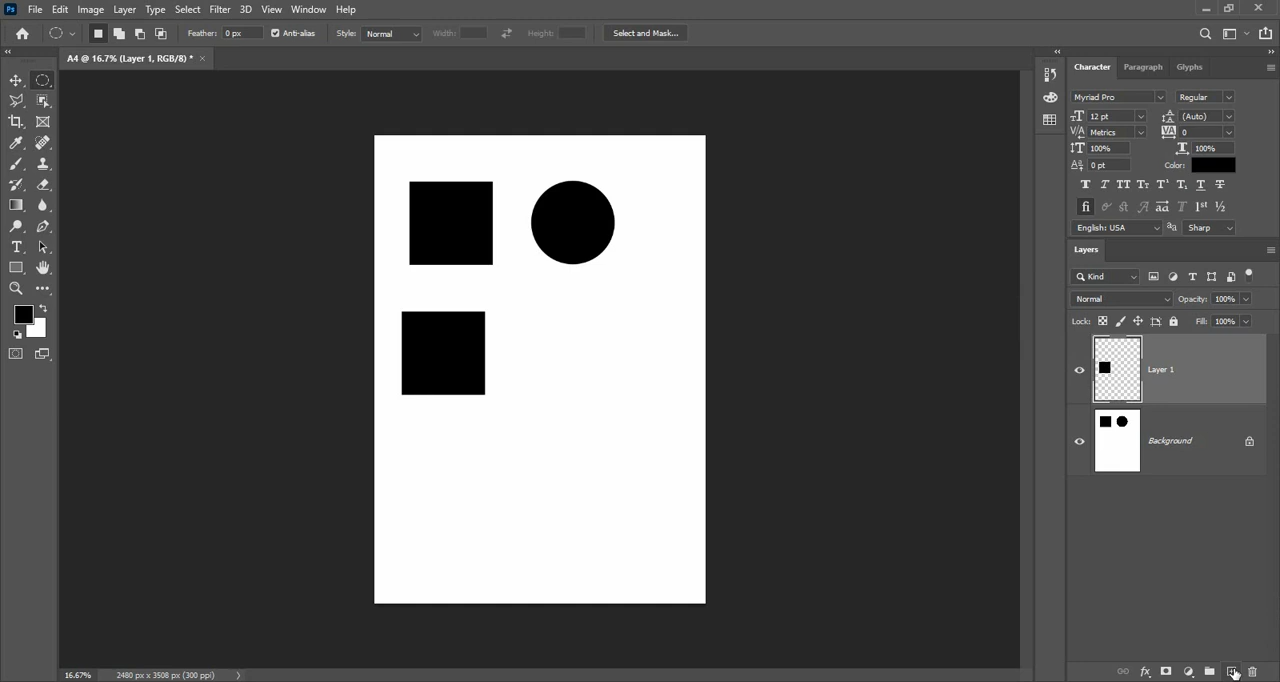 Ps File Edit Image Layer Type Select Filter 3D View Window Help
Feather: 0 px Anti-alias Style: Normal Width: Height: Select and Mask...
A4 @ 16.7% (Layer 1, RGB/8) *
Character Paragraph Glyphs
Myriad Pro Regular
12 pt (Auto)
Metrics 0
100% 100%
0 pt Color:
English: USA Sharp
Layers
Kind
Normal Opacity: 100%
Lock: Fill: 100%
Layer 1
Background
16.67% 2480 px x 3508 px (300 ppi)